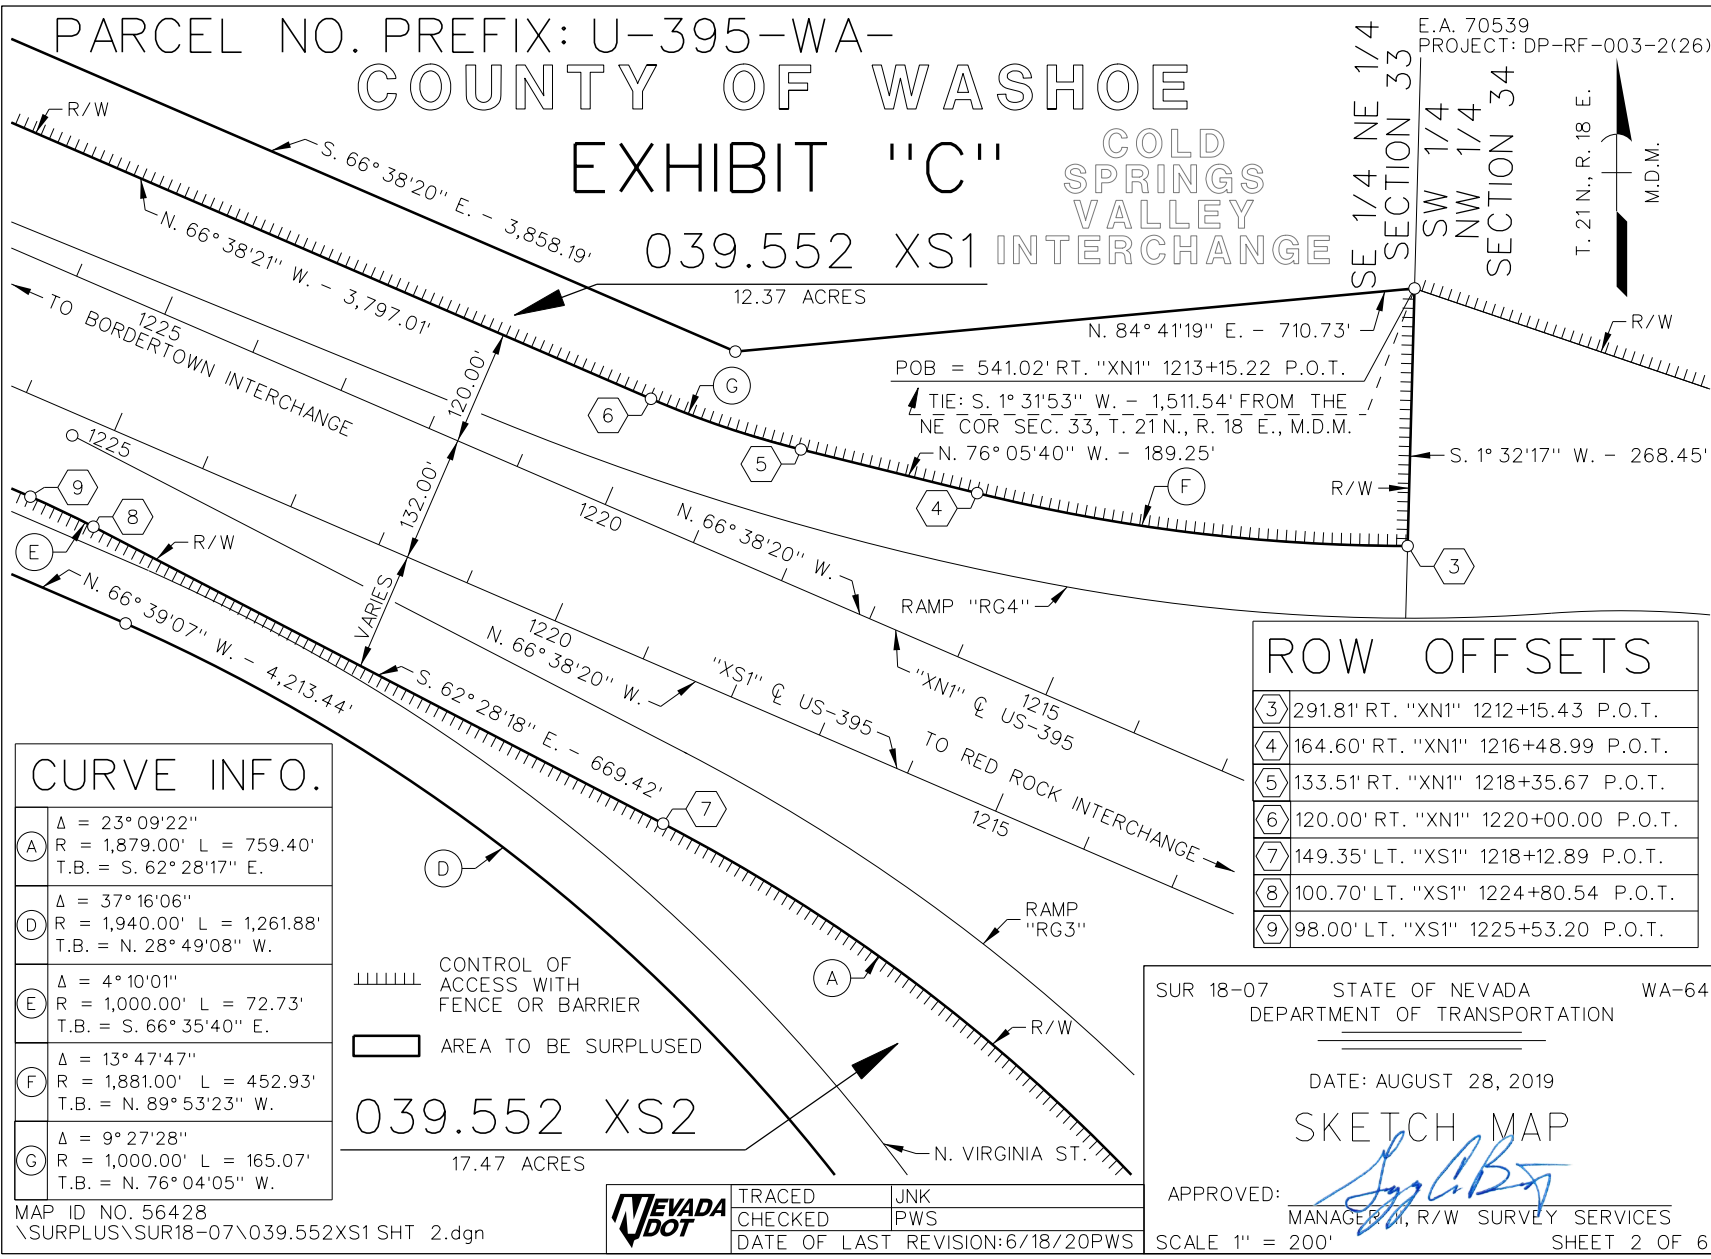 PARCEL NO. PREFIX: U-395-WA-
COUNTY OF WASHOE
EXHIBIT "C"
COLD
SPRINGS
VALLEY
INTERCHANGE
039.552 XS1
12.37 ACRES
SE 1/4 NE 1/4
SECTION 33
SW 1/4
NW 1/4
SECTION 34
E.A. 70539
PROJECT: DP-RF-003-2(26)
T. 21 N., R. 18 E.
M.D.M.
R/W
S. 66°38'20" E. - 3,858.19'
N. 66°38'21" W. - 3,797.01'
TO BORDERTOWN INTERCHANGE
1225
1225
120.00'
132.00'
VARIES
N. 84°41'19" E. - 710.73'
R/W
POB = 541.02' RT. "XN1" 1213+15.22 P.O.T.
TIE: S. 1°31'53" W. - 1,511.54' FROM THE
NE COR SEC. 33, T. 21 N., R. 18 E., M.D.M.
N. 76°05'40" W. - 189.25'
S. 1°32'17" W. - 268.45'
R/W
G
6
5
4
F
3
9
8
E
R/W
1220
N. 66°38'20" W.
RAMP "RG4"
N. 66°39'07" W. - 4,213.44'
1220
N. 66°38'20" W.
"XS1" ℄ US-395
"XN1" ℄ US-395
1215
S. 62°28'18" E. - 669.42'
TO RED ROCK INTERCHANGE
1215
7
D
A
RAMP
"RG3"
R/W
N. VIRGINIA ST.
ROW OFFSETS
3 291.81' RT. "XN1" 1212+15.43 P.O.T.
4 164.60' RT. "XN1" 1216+48.99 P.O.T.
5 133.51' RT. "XN1" 1218+35.67 P.O.T.
6 120.00' RT. "XN1" 1220+00.00 P.O.T.
7 149.35' LT. "XS1" 1218+12.89 P.O.T.
8 100.70' LT. "XS1" 1224+80.54 P.O.T.
9 98.00' LT. "XS1" 1225+53.20 P.O.T.
CURVE INFO.
A
Δ = 23°09'22"
R = 1,879.00' L = 759.40'
T.B. = S. 62°28'17" E.
D
Δ = 37°16'06"
R = 1,940.00' L = 1,261.88'
T.B. = N. 28°49'08" W.
E
Δ = 4°10'01"
R = 1,000.00' L = 72.73'
T.B. = S. 66°35'40" E.
F
Δ = 13°47'47"
R = 1,881.00' L = 452.93'
T.B. = N. 89°53'23" W.
G
Δ = 9°27'28"
R = 1,000.00' L = 165.07'
T.B. = N. 76°04'05" W.
CONTROL OF
ACCESS WITH
FENCE OR BARRIER
AREA TO BE SURPLUSED
039.552 XS2
17.47 ACRES
MAP ID NO. 56428
\SURPLUS\SUR18-07\039.552XS1 SHT 2.dgn
NEVADA
DOT
TRACED JNK
CHECKED PWS
DATE OF LAST REVISION:6/18/20PWS
SUR 18-07 STATE OF NEVADA WA-64
DEPARTMENT OF TRANSPORTATION
DATE: AUGUST 28, 2019
SKETCH MAP
APPROVED:
MANAGER R/W SURVEY SERVICES
SCALE 1" = 200' SHEET 2 OF 6